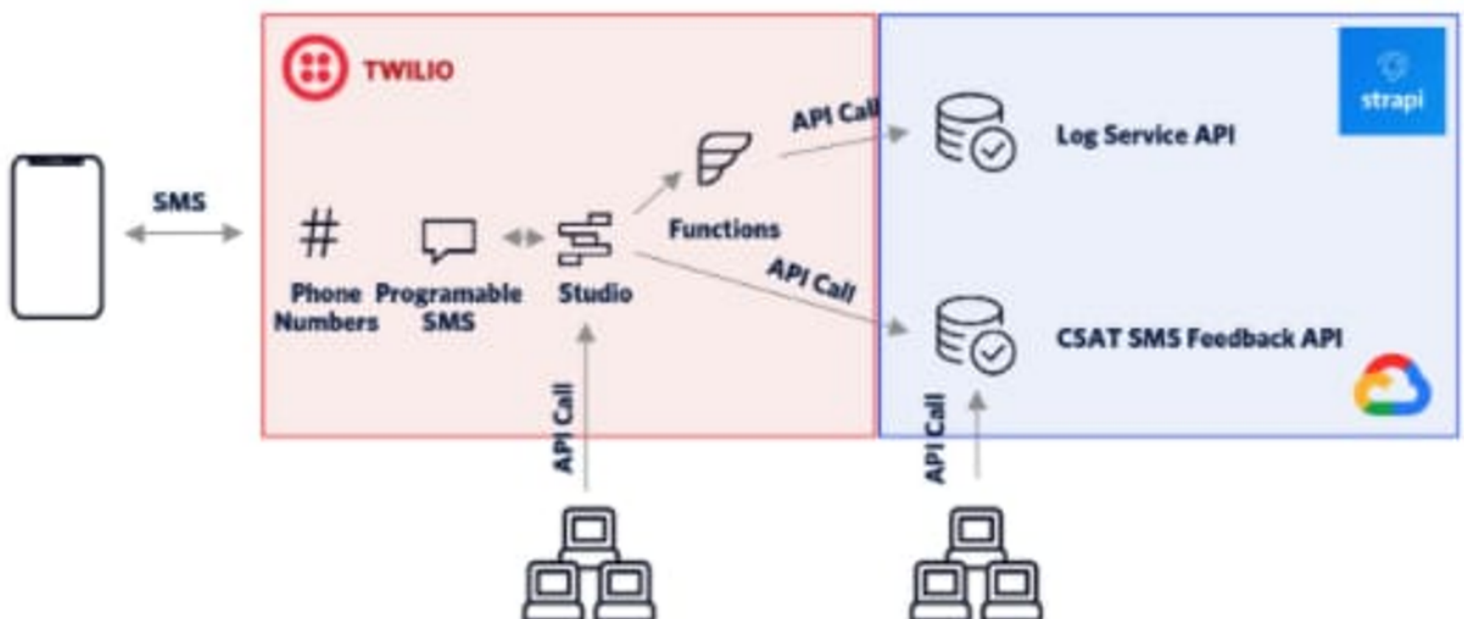 TWILIO
strapi
API Call
Log Service API
SMS
Functions
API Call
Phone Numbers
Programable SMS
Studio
CSAT SMS Feedback API
API Call
API Call